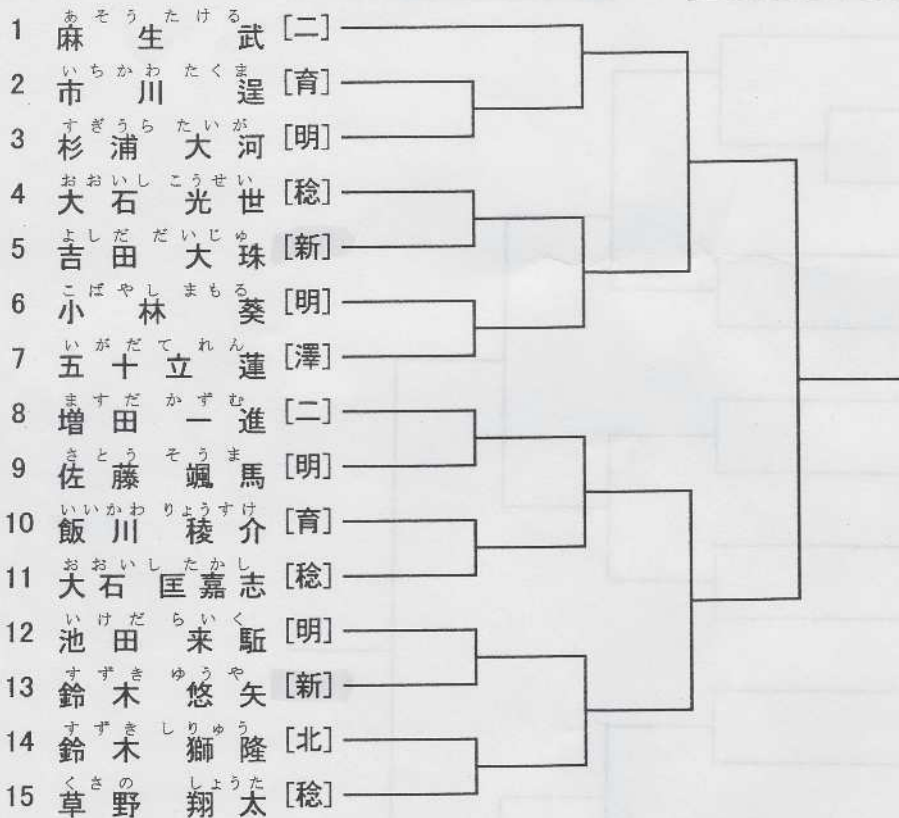 あそう たける
1 麻生 武 [二]
いちかわ たくま
2 市川 逞 [育]
すぎうら たいが
3 杉浦 大河 [明]
おおいし こうせい
4 大石 光世 [稔]
よしだ だいじゅ
5 吉田 大珠 [新]
こばやし まもる
6 小林 葵 [明]
いがだて れん
7 五十立 蓮 [澤]
ますだ かずむ
8 増田 一進 [二]
さとう そうま
9 佐藤 颯馬 [明]
いいかわ りょうすけ
10 飯川 稜介 [育]
おおいし たかし
11 大石 匡嘉志 [稔]
いけだ らいく
12 池田 来駈 [明]
すずき ゆうや
13 鈴木 悠矢 [新]
すずき しりゅう
14 鈴木 獅隆 [北]
くさの しょうた
15 草野 翔太 [稔]